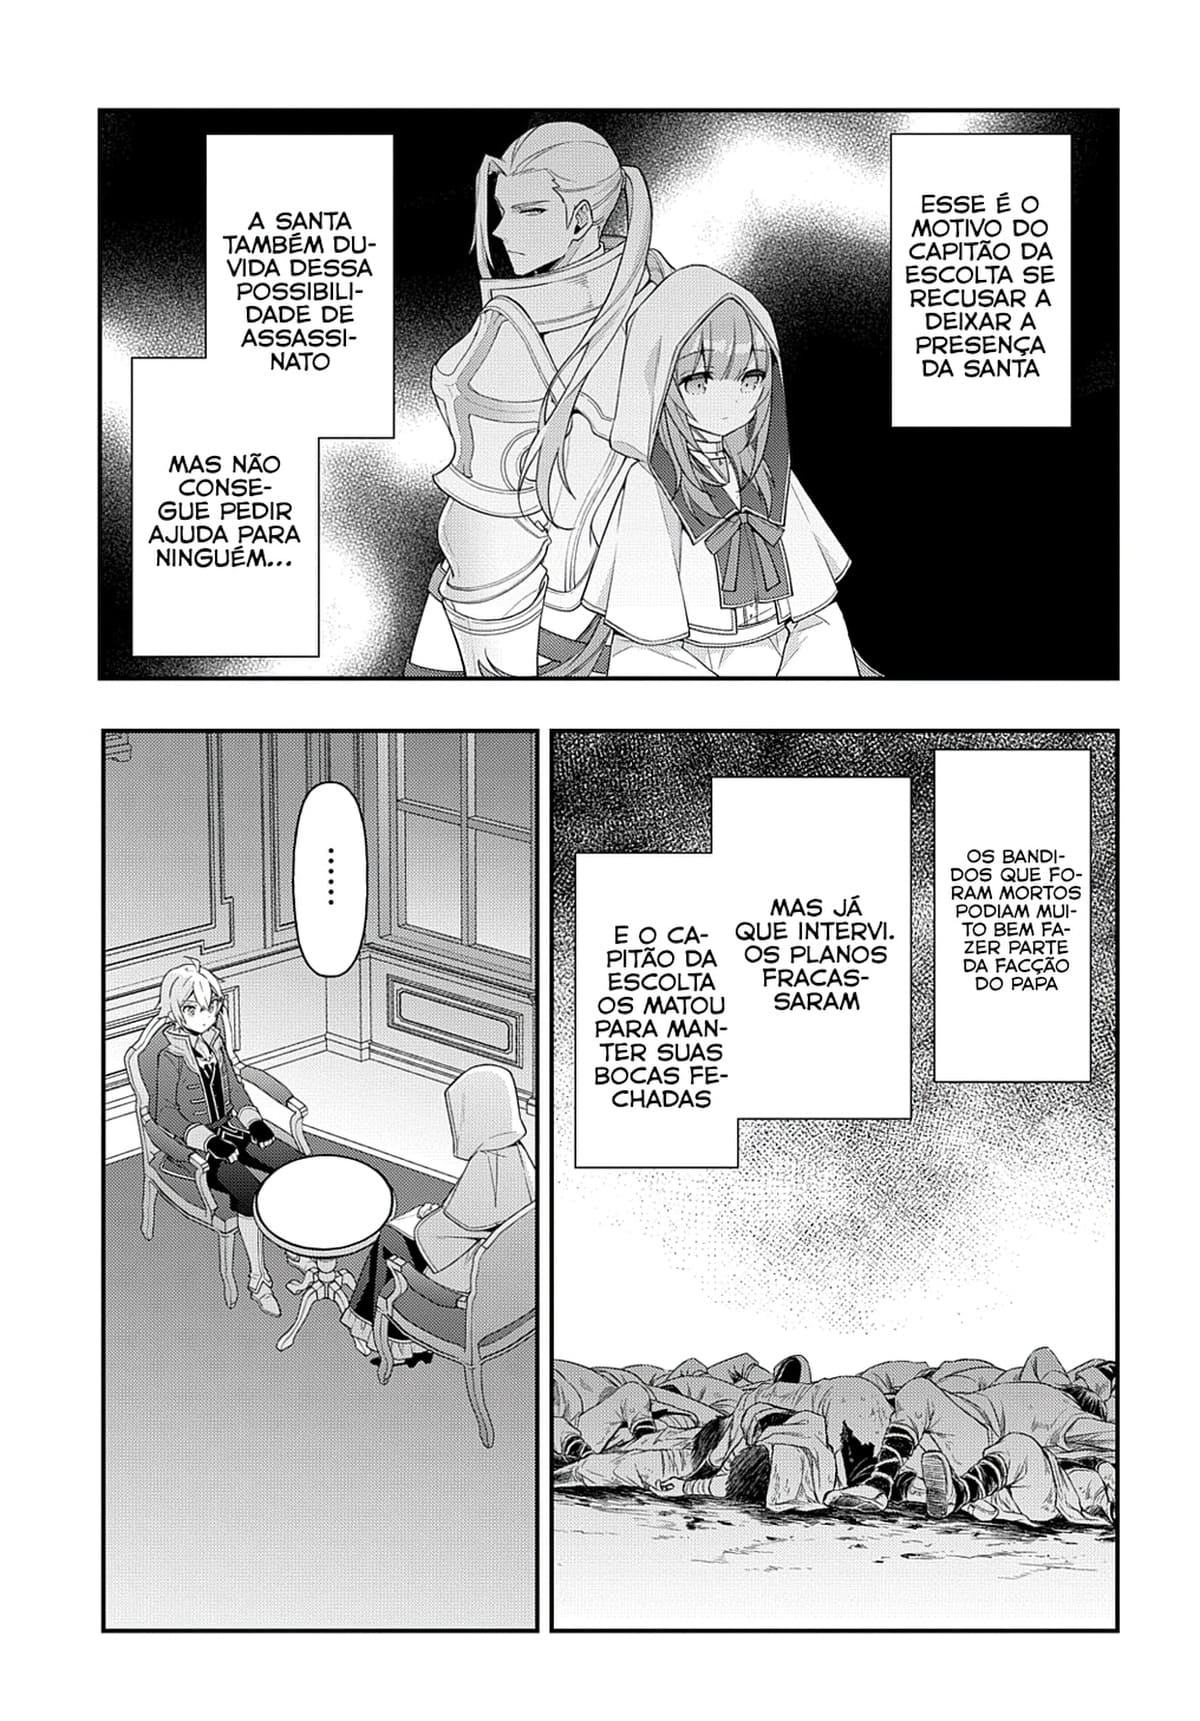 ESSE É O
MOTIVO DO
CAPITÃO DA
ESCOLTA SE
RECUSAR A
DEIXAR A
PRESENÇA
DA SANTA
A SANTA
TAMBÉM DU-
VIDA DESSA
POSSIBILI-
DADE DE
ASSASSI-
NATO
MAS NÃO
CONSE-
GUE PEDIR
AJUDA PARA
NINGUÉM...
OS BANDI-
DOS QUE FO-
RAM MORTOS
PODIAM MUI-
TO BEM FA-
ZER PARTE
DA FACÇÃO
DO PAPA
MAS JÁ
QUE INTERVI.
OS PLANOS
FRACAS-
SARAM
E O CA-
PITÃO DA
ESCOLTA
OS MATOU
PARA MAN-
TER SUAS
BOCAS FE-
CHADAS
.......